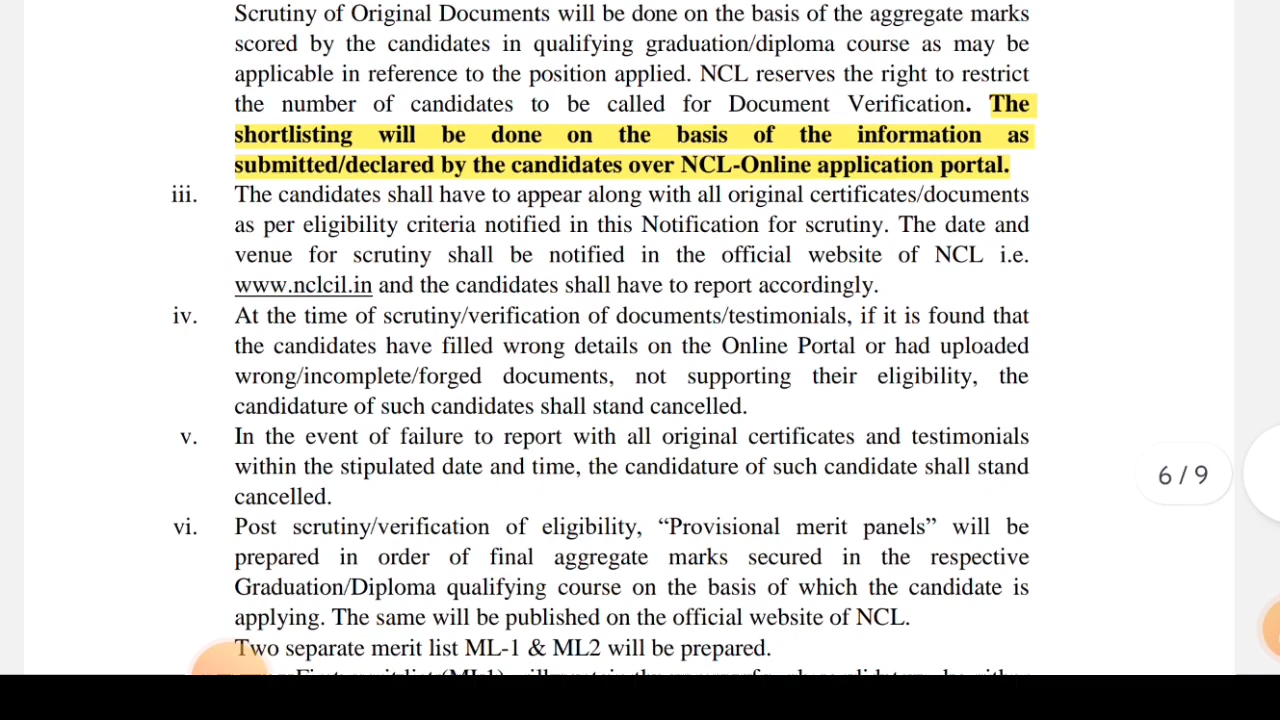 Scrutiny of Original Documents will be done on the basis of the aggregate marks
scored by the candidates in qualifying graduation/diploma course as may be
applicable in reference to the position applied. NCL reserves the right to restrict
the number of candidates to be called for Document Verification. The
shortlisting will be done on the basis of the information as
submitted/declared by the candidates over NCL-Online application portal.
iii. The candidates shall have to appear along with all original certificates/documents
as per eligibility criteria notified in this Notification for scrutiny. The date and
venue for scrutiny shall be notified in the official website of NCL i.e.
www.nclcil.in and the candidates shall have to report accordingly.
iv. At the time of scrutiny/verification of documents/testimonials, if it is found that
the candidates have filled wrong details on the Online Portal or had uploaded
wrong/incomplete/forged documents, not supporting their eligibility, the
candidature of such candidates shall stand cancelled.
v. In the event of failure to report with all original certificates and testimonials
within the stipulated date and time, the candidature of such candidate shall stand
cancelled.
6 / 9
vi. Post scrutiny/verification of eligibility, “Provisional merit panels” will be
prepared in order of final aggregate marks secured in the respective
Graduation/Diploma qualifying course on the basis of which the candidate is
applying. The same will be published on the official website of NCL.
Two separate merit list ML-1 & ML2 will be prepared.